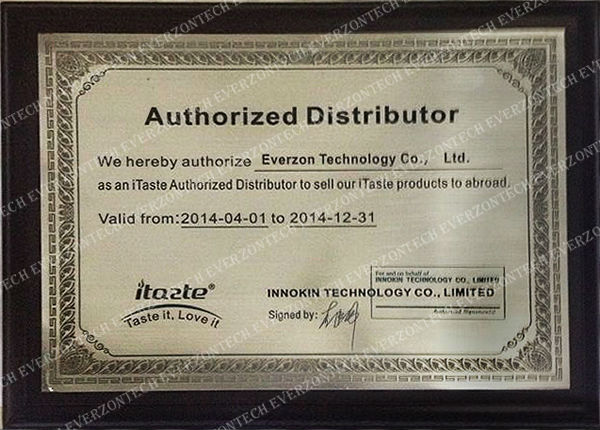 Authorized Distributor
We hereby authorize Everzon Technology Co., Ltd.
as an iTaste Authorized Distributor to sell our iTaste products to abroad.
Valid from: 2014-04-01 to 2014-12-31
itaste®
Taste it, Love it
For and on behalf of
INNOKIN TECHNOLOGY CO., LIMITED
INNOKIN TECHNOLOGY CO., LIMITED
Authorized Signature(s)
Signed by:
EVERZONTECH EVERZONTECH EVERZONTECH